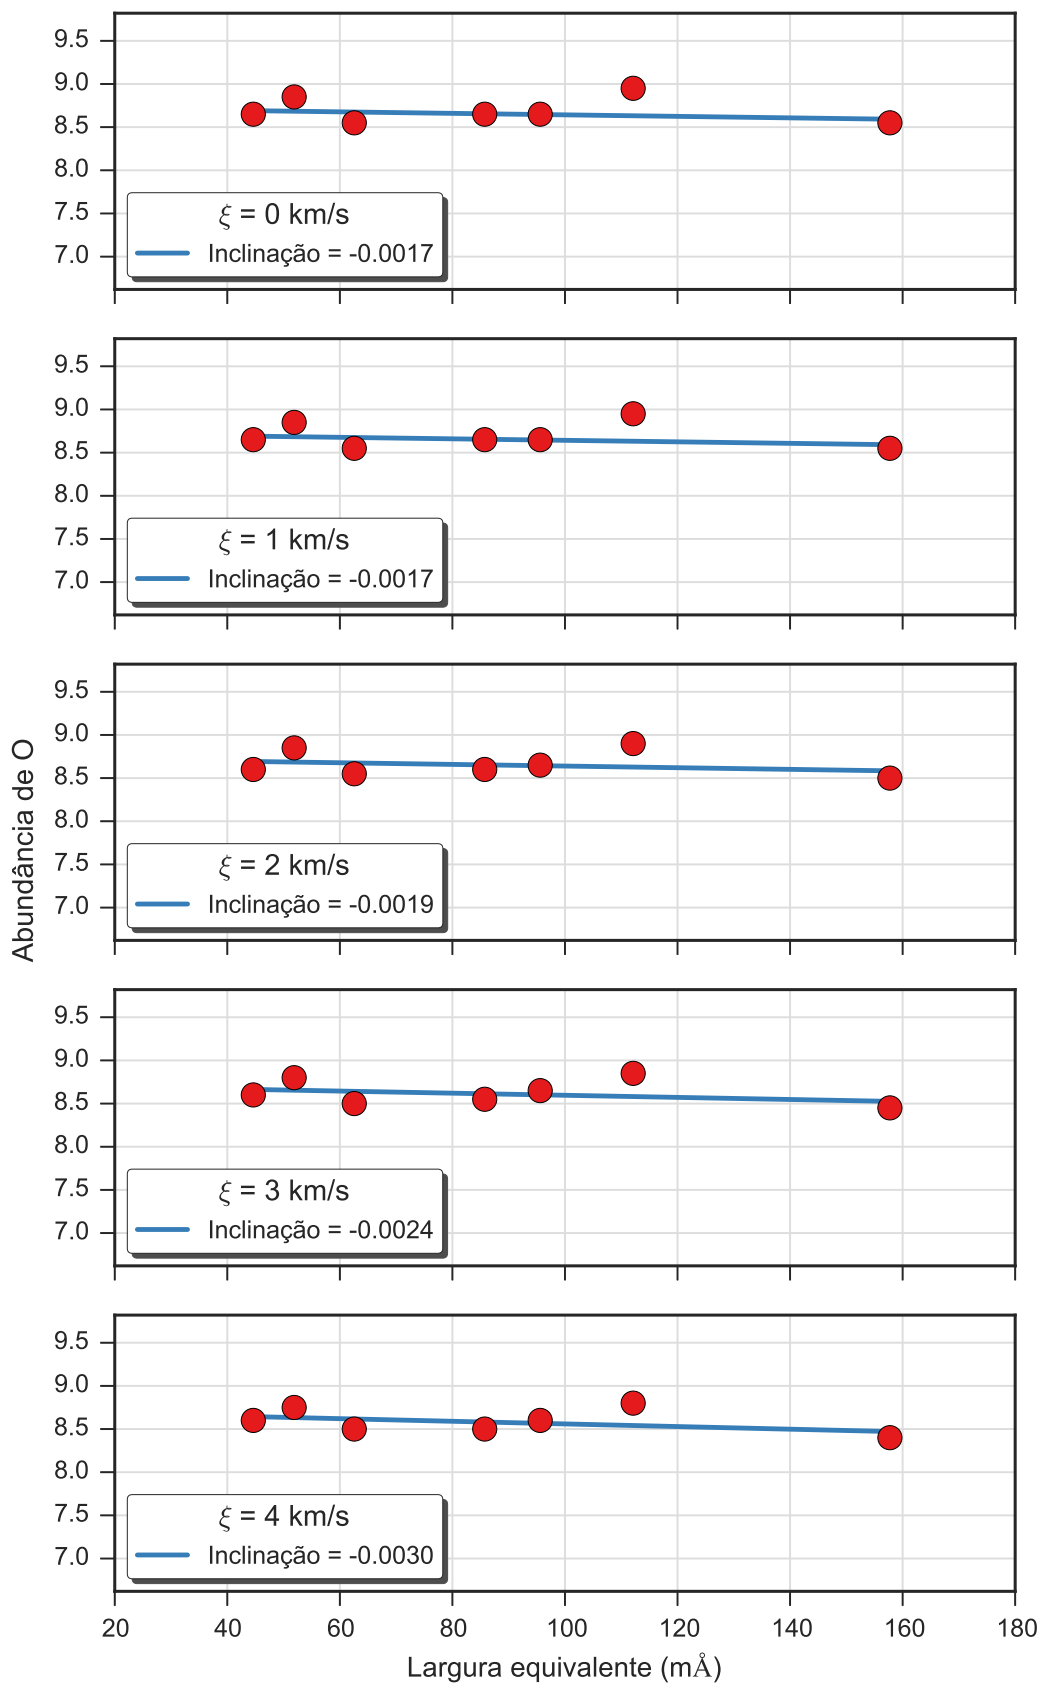 9.5
9.0
8.5
8.0
7.5
7.0
ξ = 0 km/s
Inclinação = -0.0017
9.5
9.0
8.5
8.0
7.5
7.0
ξ = 1 km/s
Inclinação = -0.0017
Abundância de O
9.5
9.0
8.5
8.0
7.5
7.0
ξ = 2 km/s
Inclinação = -0.0019
9.5
9.0
8.5
8.0
7.5
7.0
ξ = 3 km/s
Inclinação = -0.0024
9.5
9.0
8.5
8.0
7.5
7.0
ξ = 4 km/s
Inclinação = -0.0030
20 40 60 80 100 120 140 160 180
Largura equivalente (mÅ)